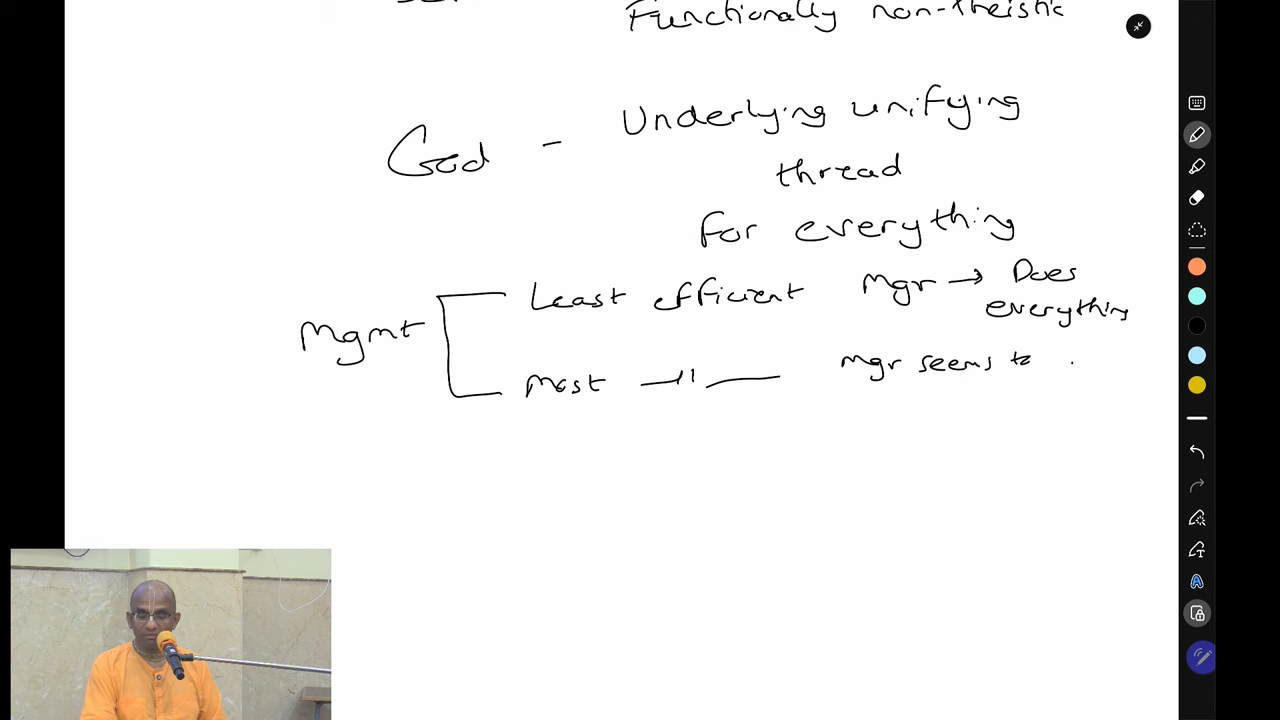 Functionally non-theistic
God - Underlying unifying
thread
for everything
Mgmt
Least efficient Mgr → Does
everything
Most —11— Mgr seems to